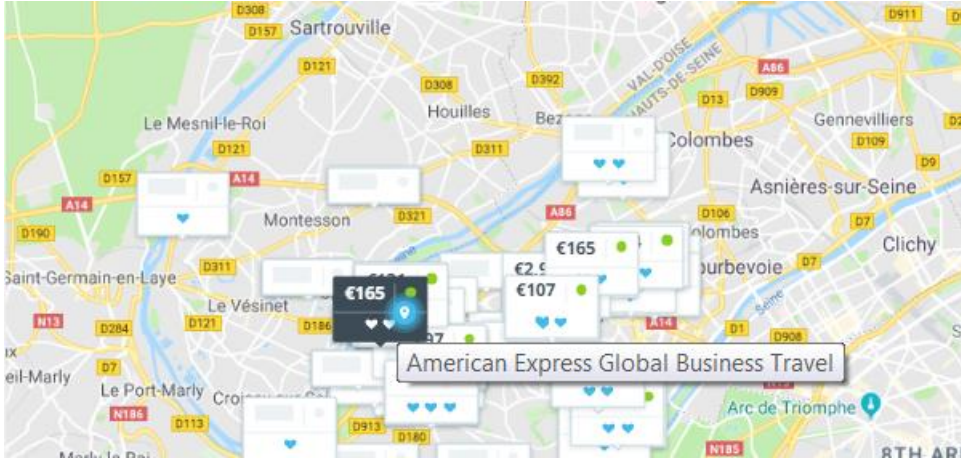 D308
D911
Sartrouville
D157
VAL-D'OISE
HAUTS-DE-SEINE
D121
A86
D308
D392
D909
D13
Houilles
Gennevilliers
Le Mesnil-le-Roi
Colombes
D109
D121
D311
D9
D157
A14
Asnières-sur-Seine
A14
Montesson
D321
A86
D106
D190
D7
Clichy
€165
D311
Saint-Germain-en-Laye
D7
€165
€107
Le Vésinet
Seine
N13
D284
D121
D186
A14
D1
D908
American Express Global Business Travel
D7
Le Port-Marly
Arc de Triomphe
N186
D113
D913
D180
N185